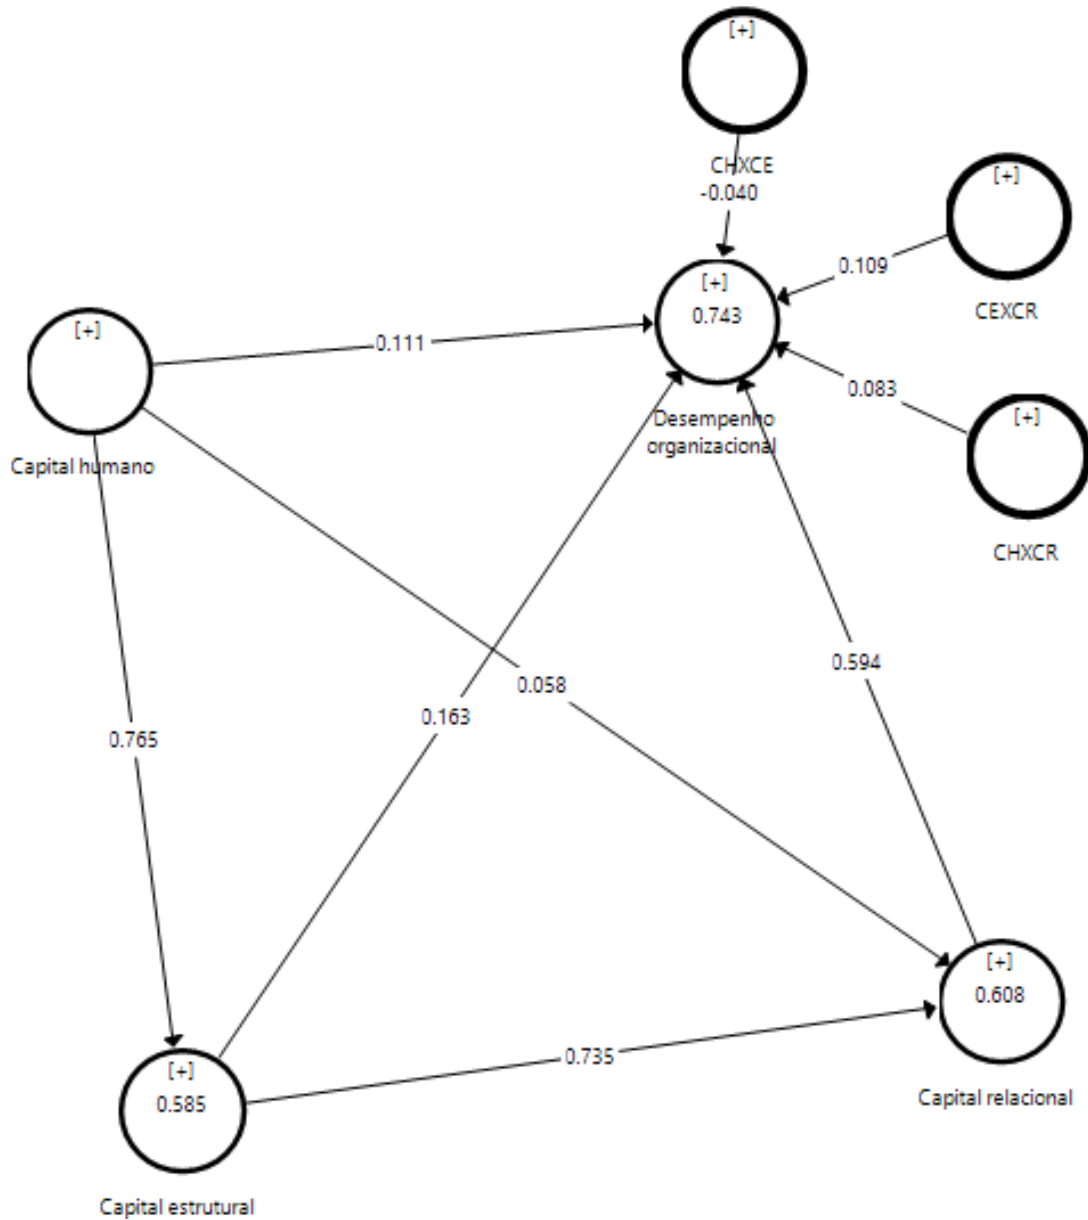 [+]
CHXCE
-0.040
[+]
CEXCR
0.109
[+]
0.743
Desempenho
organizacional
[+]
Capital humano
0.111
0.083
[+]
CHXCR
0.594
0.058
0.163
0.765
[+]
0.608
Capital relacional
0.735
[+]
0.585
Capital estrutural